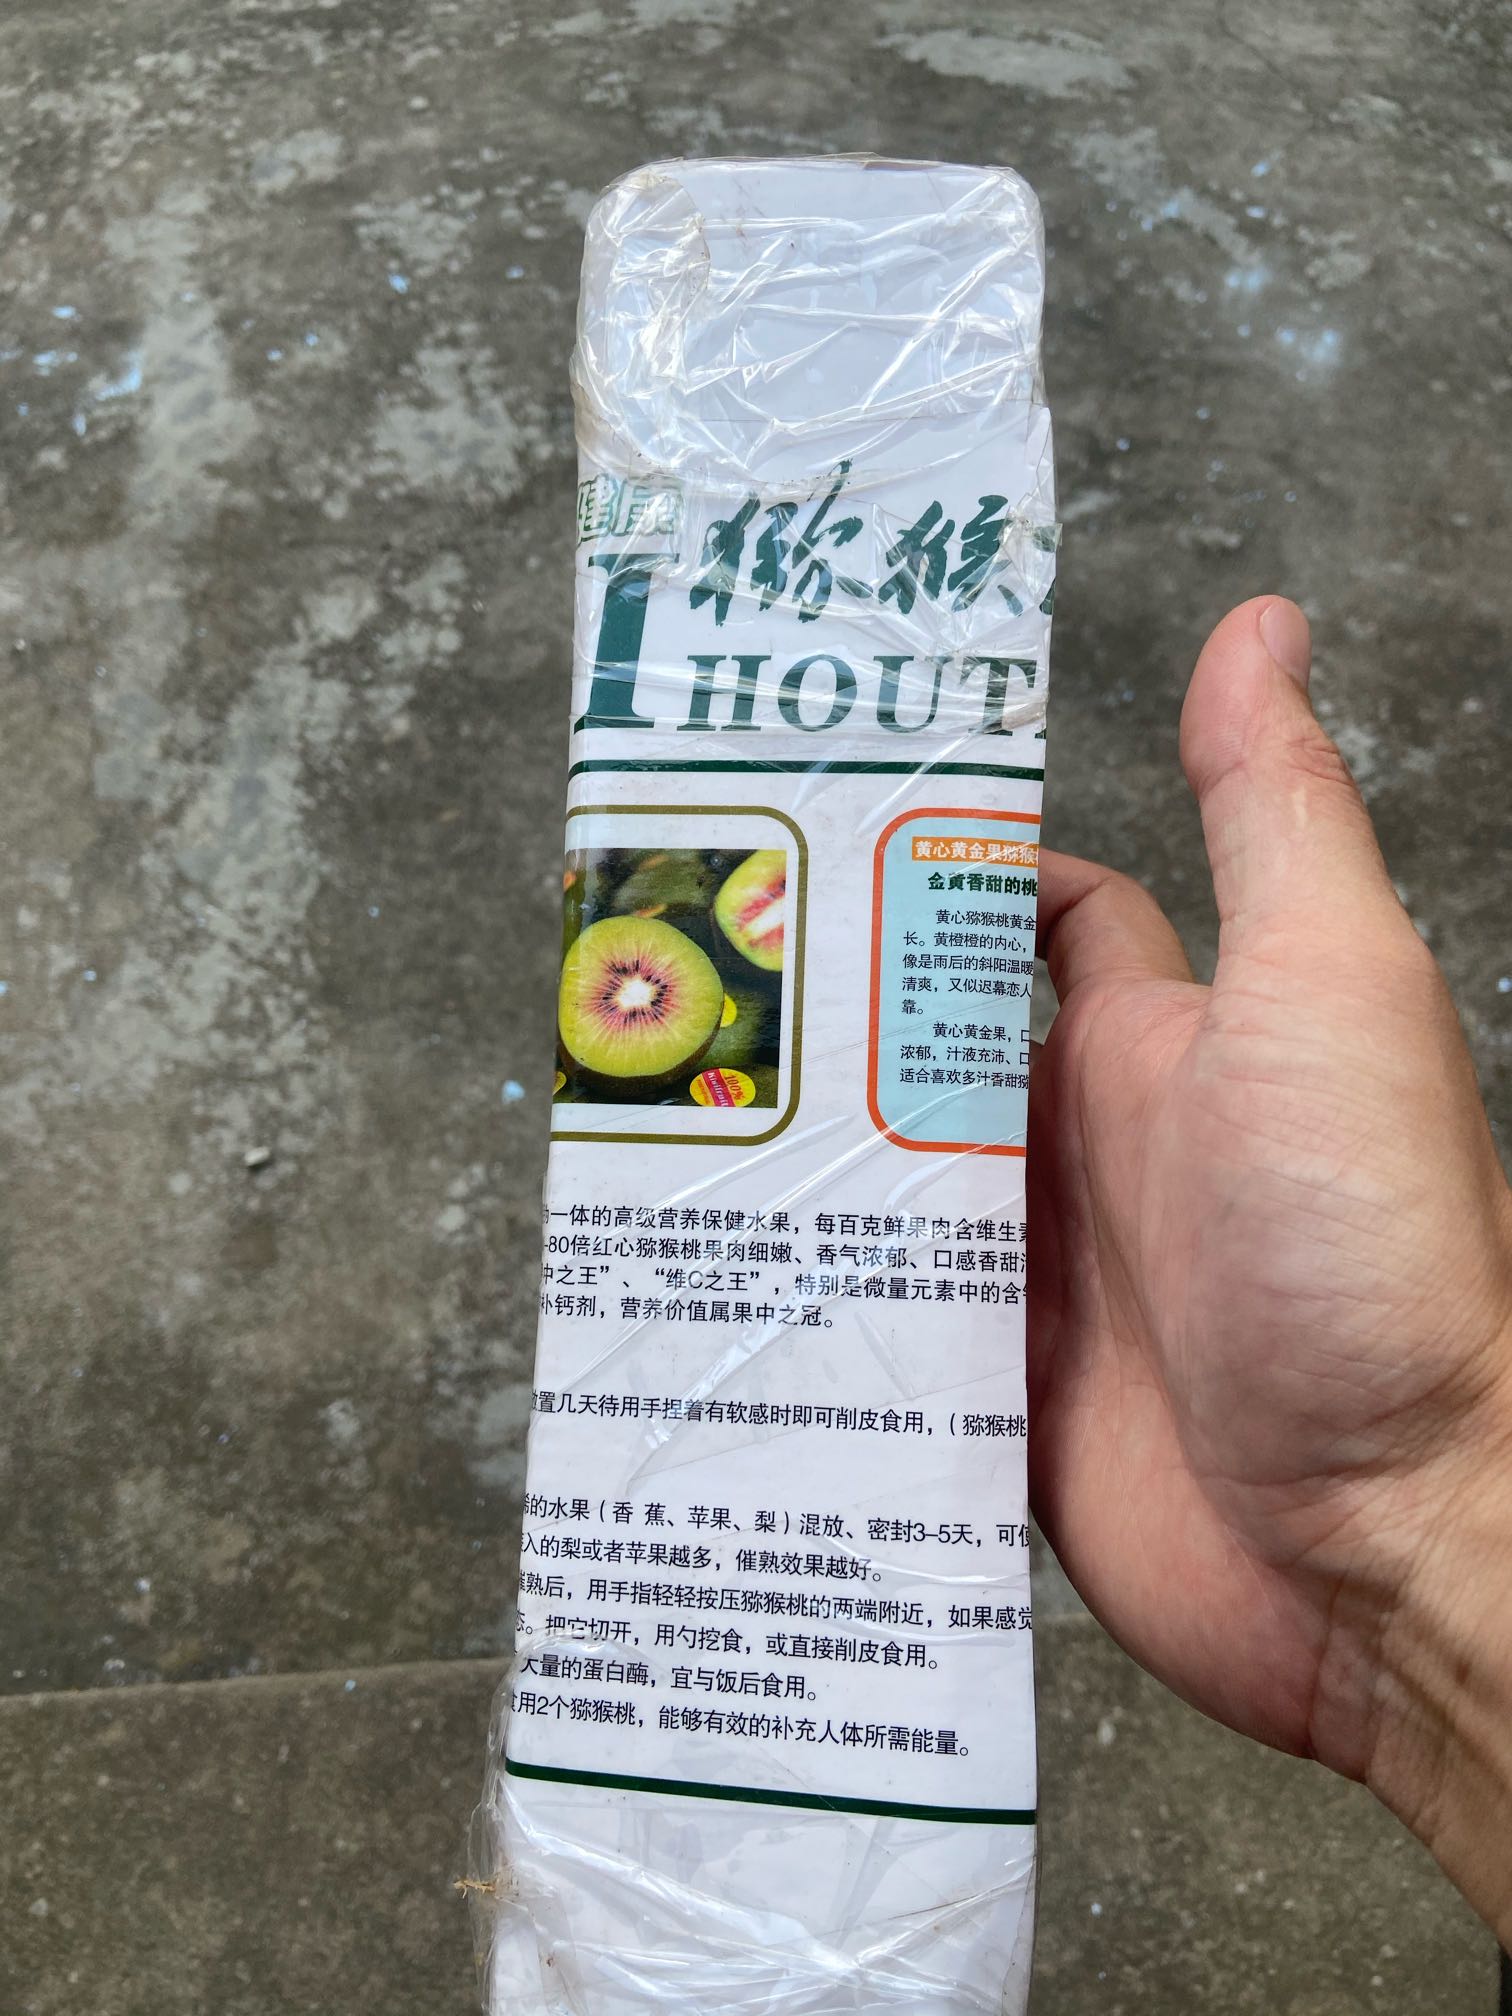 健康
猕猴
I HOUT
黄心黄金果猕猴
金黄香甜的桃
黄心猕猴桃黄金
长。黄橙橙的内心，
像是雨后的斜阳温暖
清爽，又似迟幕恋人
靠。
黄心黄金果，口
浓郁，汁液充沛、口
适合喜欢多汁香甜猕
100%
Kiwifruit
一体的高级营养保健水果，每百克鲜果肉含维生素
-80倍红心猕猴桃果肉细嫩、香气浓郁、口感香甜
中之王”、“维C之王”，特别是微量元素中的含
补钙剂，营养价值属果中之冠。
放置几天待用手捏着有软感时即可削皮食用，（猕猴桃
的水果（香 蕉、苹果、梨）混放、密封3–5天，可使
入的梨或者苹果越多，催熟效果越好。
催熟后，用手指轻轻按压猕猴桃的两端附近，如果感觉
态。把它切开，用勺挖食，或直接削皮食用。
大量的蛋白酶，宜与饭后食用。
食用2个猕猴桃，能够有效的补充人体所需能量。